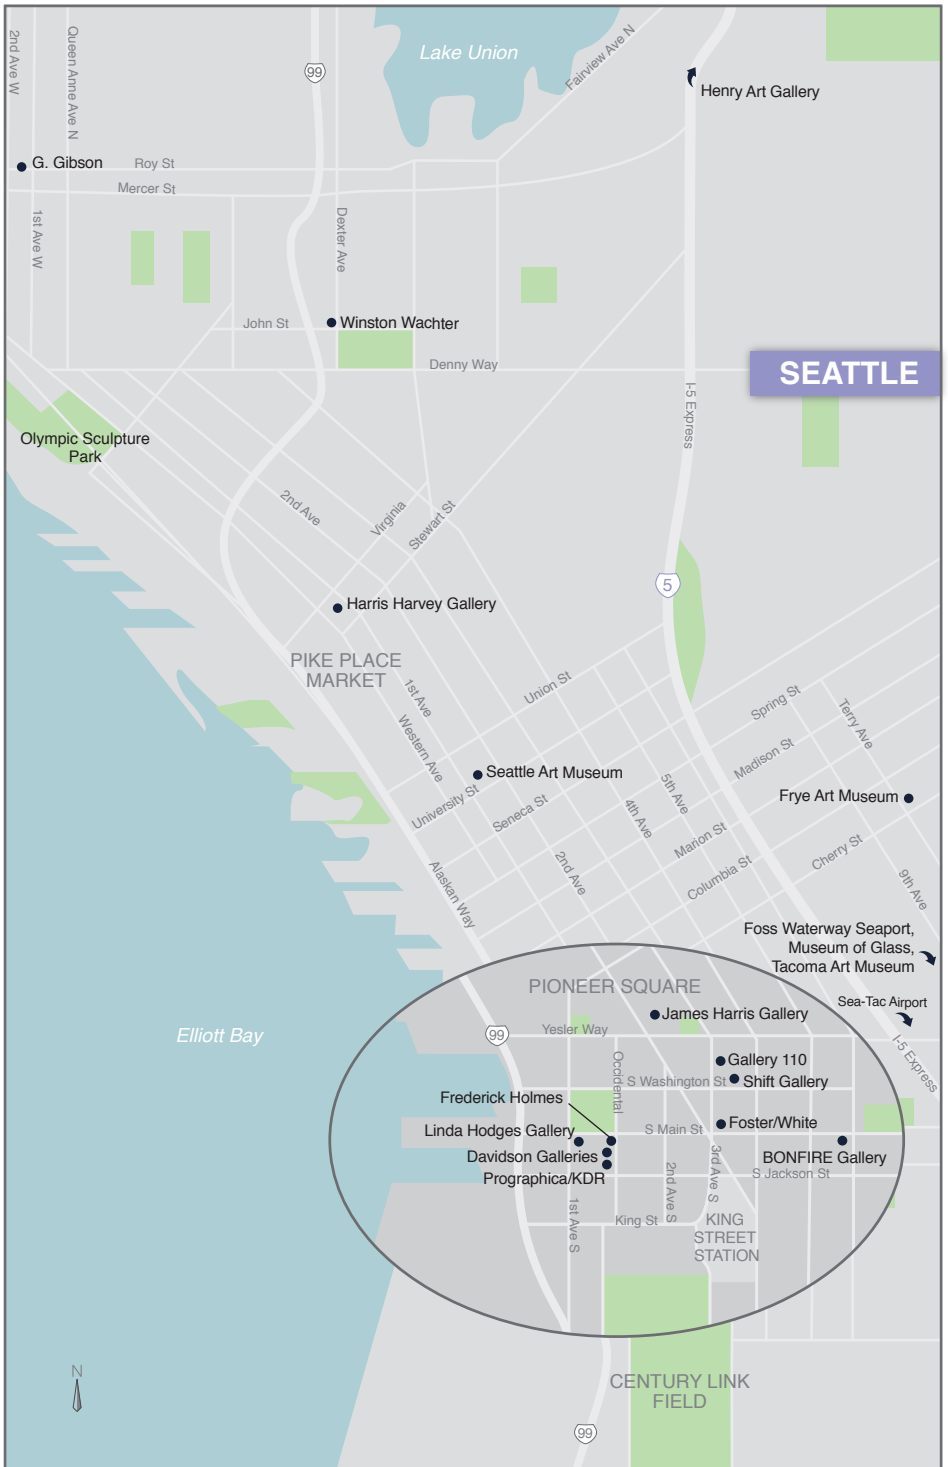 Lake Union
2nd Ave W
Queen Anne Ave N
99
Fairview Ave N
Henry Art Gallery
G. Gibson
Roy St
Mercer St
1st Ave W
Dexter Ave
John St
Winston Wachter
Denny Way
SEATTLE
I-5 Express
Olympic Sculpture
Park
2nd Ave
Virginia
Stewart St
5
Harris Harvey Gallery
PIKE PLACE
MARKET
1st Ave
Western Ave
Union St
Spring St
Terry Ave
Madison St
Seattle Art Museum
University St
Seneca St
5th Ave
4th Ave
Frye Art Museum
Marion St
Cherry St
Columbia St
2nd Ave
9th Ave
Alaskan Way
Foss Waterway Seaport,
Museum of Glass,
Tacoma Art Museum
PIONEER SQUARE
Sea-Tac Airport
James Harris Gallery
Elliott Bay
99
Yesler Way
I-5 Express
Occidental
Gallery 110
S Washington St
Shift Gallery
Frederick Holmes
Foster/White
Linda Hodges Gallery
S Main St
Davidson Galleries
BONFIRE Gallery
Prographica/KDR
S Jackson St
1st Ave S
2nd Ave S
3rd Ave S
King St
KING
STREET
STATION
N
CENTURY LINK
FIELD
99